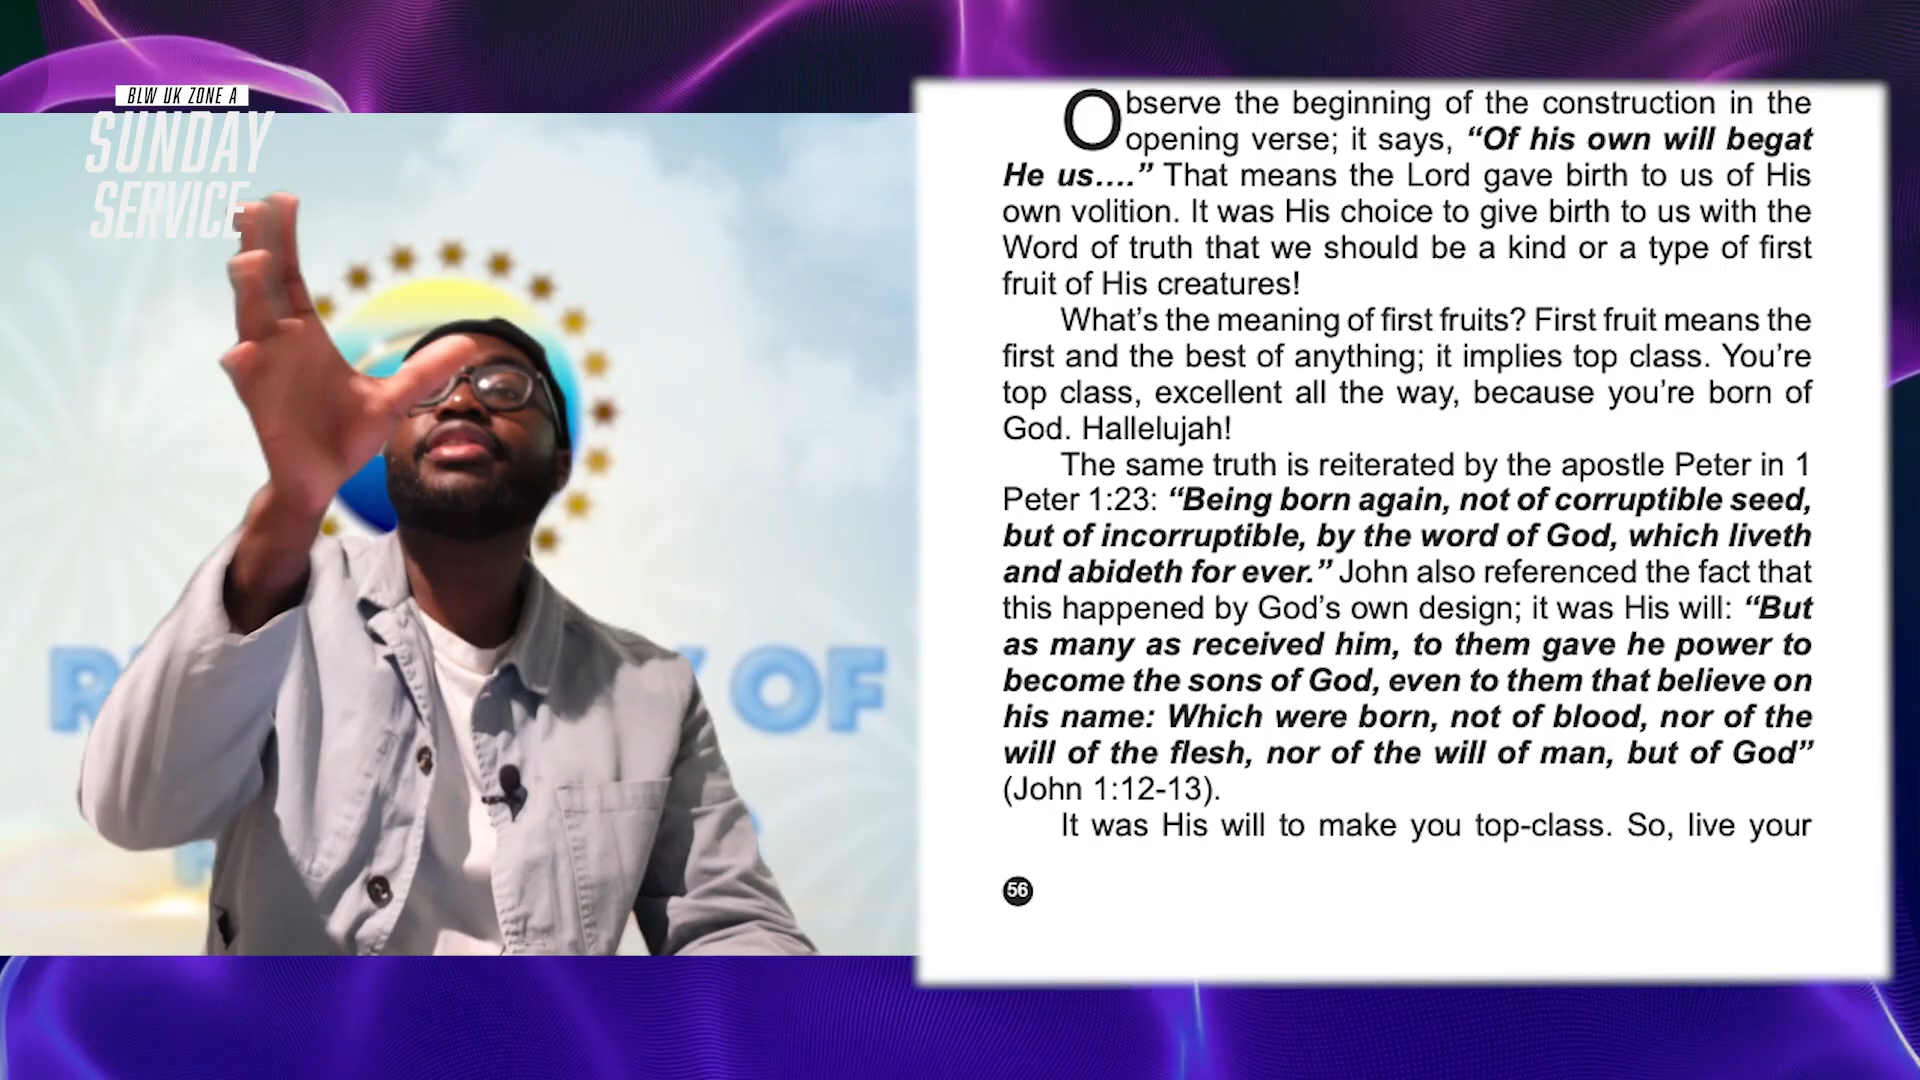 BLW UK ZONE A
SUNDAY
SERVICE
OF
Observe the beginning of the construction in the
opening verse; it says, “Of his own will begat
He us....” That means the Lord gave birth to us of His
own volition. It was His choice to give birth to us with the
Word of truth that we should be a kind or a type of first
fruit of His creatures!
What’s the meaning of first fruits? First fruit means the
first and the best of anything; it implies top class. You’re
top class, excellent all the way, because you’re born of
God. Hallelujah!
The same truth is reiterated by the apostle Peter in 1
Peter 1:23: “Being born again, not of corruptible seed,
but of incorruptible, by the word of God, which liveth
and abideth for ever.” John also referenced the fact that
this happened by God’s own design; it was His will: “But
as many as received him, to them gave he power to
become the sons of God, even to them that believe on
his name: Which were born, not of blood, nor of the
will of the flesh, nor of the will of man, but of God”
(John 1:12-13).
It was His will to make you top-class. So, live your
56